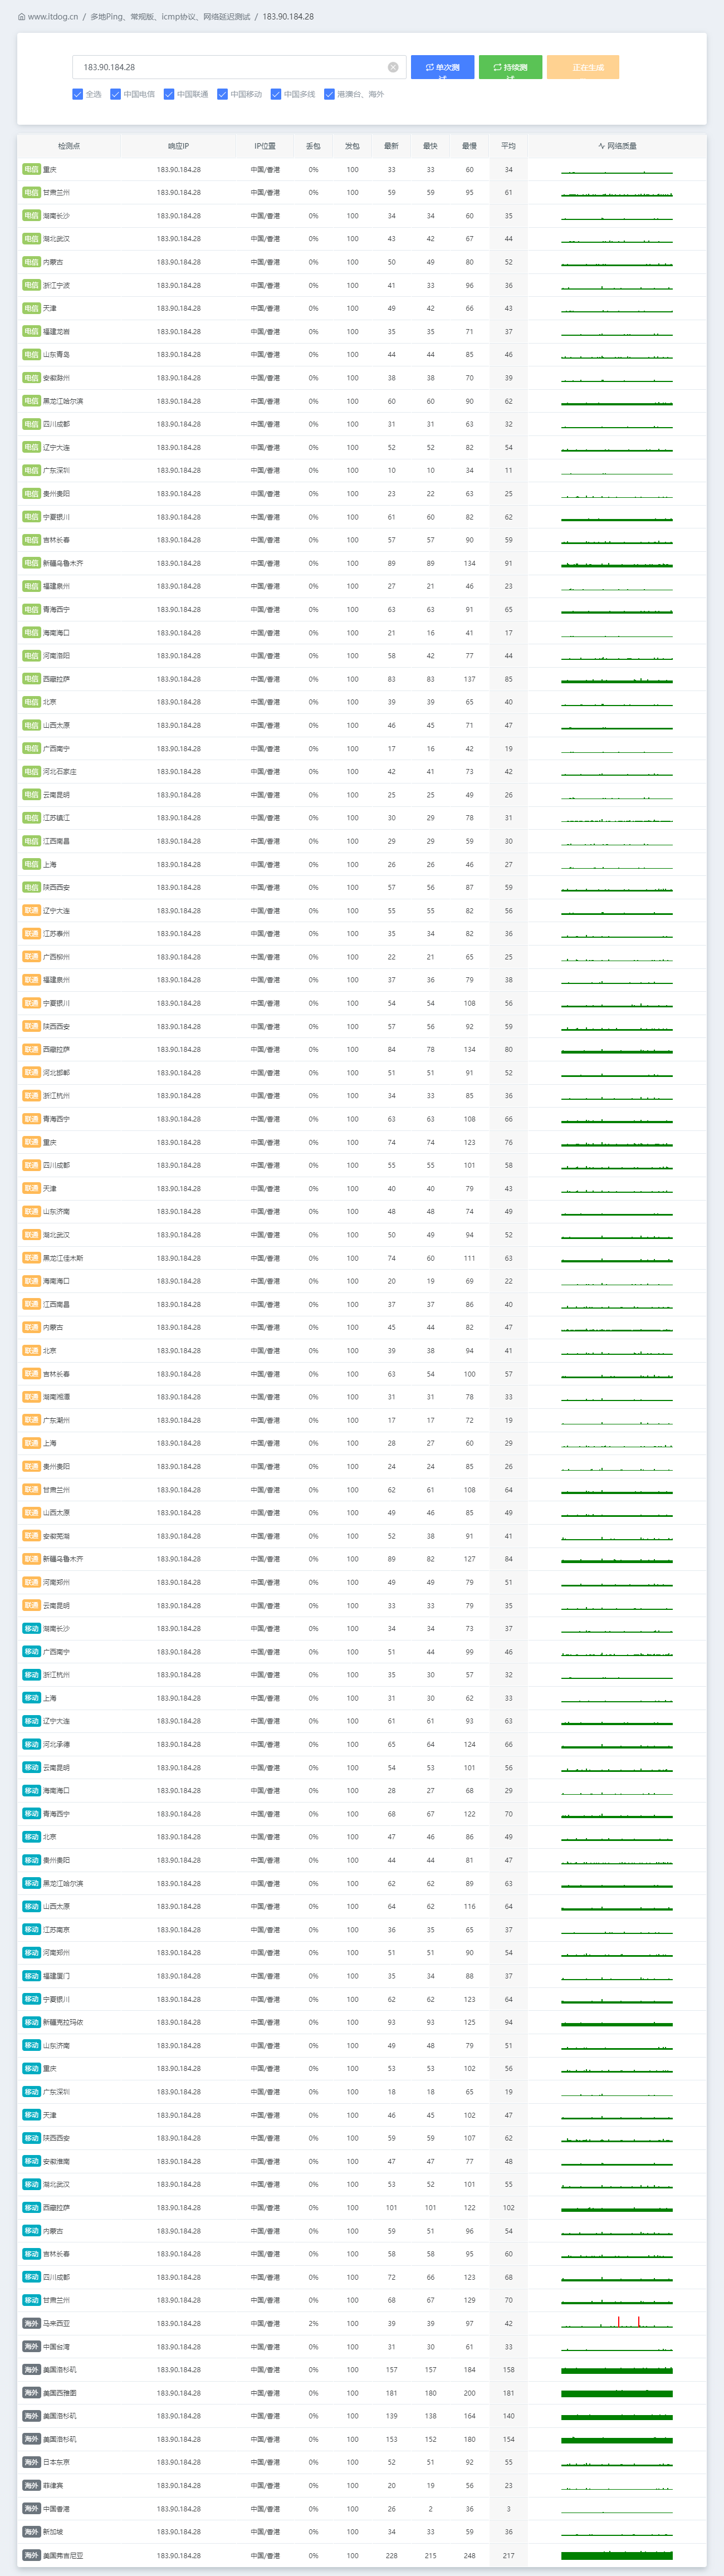 www.itdog.cn / 多地Ping、常规版、icmp协议、网络延迟测试 / 183.90.184.28
183.90.184.28 单次测试 持续测试 正在生成
全选 中国电信 中国联通 中国移动 中国多线 港澳台、海外
检测点 响应IP IP位置 丢包 发包 最新 最快 最慢 平均 网络质量
电信 重庆 183.90.184.28 中国/香港 0% 100 33 33 60 34
电信 甘肃兰州 183.90.184.28 中国/香港 0% 100 59 59 95 61
电信 湖南长沙 183.90.184.28 中国/香港 0% 100 34 34 60 35
电信 湖北武汉 183.90.184.28 中国/香港 0% 100 43 42 67 44
电信 内蒙古 183.90.184.28 中国/香港 0% 100 50 49 80 52
电信 浙江宁波 183.90.184.28 中国/香港 0% 100 41 33 96 36
电信 天津 183.90.184.28 中国/香港 0% 100 49 42 66 43
电信 福建龙岩 183.90.184.28 中国/香港 0% 100 35 35 71 37
电信 山东青岛 183.90.184.28 中国/香港 0% 100 44 44 85 46
电信 安徽滁州 183.90.184.28 中国/香港 0% 100 38 38 70 39
电信 黑龙江哈尔滨 183.90.184.28 中国/香港 0% 100 60 60 90 62
电信 四川成都 183.90.184.28 中国/香港 0% 100 31 31 63 32
电信 辽宁大连 183.90.184.28 中国/香港 0% 100 52 52 82 54
电信 广东深圳 183.90.184.28 中国/香港 0% 100 10 10 34 11
电信 贵州贵阳 183.90.184.28 中国/香港 0% 100 23 22 63 25
电信 宁夏银川 183.90.184.28 中国/香港 0% 100 61 60 82 62
电信 吉林长春 183.90.184.28 中国/香港 0% 100 57 57 90 59
电信 新疆乌鲁木齐 183.90.184.28 中国/香港 0% 100 89 89 134 91
电信 福建泉州 183.90.184.28 中国/香港 0% 100 27 21 46 23
电信 青海西宁 183.90.184.28 中国/香港 0% 100 63 63 91 65
电信 海南海口 183.90.184.28 中国/香港 0% 100 21 16 41 17
电信 河南洛阳 183.90.184.28 中国/香港 0% 100 58 42 77 44
电信 西藏拉萨 183.90.184.28 中国/香港 0% 100 83 83 137 85
电信 北京 183.90.184.28 中国/香港 0% 100 39 39 65 40
电信 山西太原 183.90.184.28 中国/香港 0% 100 46 45 71 47
电信 广西南宁 183.90.184.28 中国/香港 0% 100 17 16 42 19
电信 河北石家庄 183.90.184.28 中国/香港 0% 100 42 41 73 42
电信 云南昆明 183.90.184.28 中国/香港 0% 100 25 25 49 26
电信 江苏镇江 183.90.184.28 中国/香港 0% 100 30 29 78 31
电信 江西南昌 183.90.184.28 中国/香港 0% 100 29 29 59 30
电信 上海 183.90.184.28 中国/香港 0% 100 26 26 46 27
电信 陕西西安 183.90.184.28 中国/香港 0% 100 57 56 87 59
联通 辽宁大连 183.90.184.28 中国/香港 0% 100 55 55 82 56
联通 江苏泰州 183.90.184.28 中国/香港 0% 100 35 34 82 36
联通 广西柳州 183.90.184.28 中国/香港 0% 100 22 21 65 25
联通 福建泉州 183.90.184.28 中国/香港 0% 100 37 36 79 38
联通 宁夏银川 183.90.184.28 中国/香港 0% 100 54 54 108 56
联通 陕西西安 183.90.184.28 中国/香港 0% 100 57 56 92 59
联通 西藏拉萨 183.90.184.28 中国/香港 0% 100 84 78 134 80
联通 河北邯郸 183.90.184.28 中国/香港 0% 100 51 51 91 52
联通 浙江杭州 183.90.184.28 中国/香港 0% 100 34 33 85 36
联通 青海西宁 183.90.184.28 中国/香港 0% 100 63 63 108 66
联通 重庆 183.90.184.28 中国/香港 0% 100 74 74 123 76
联通 四川成都 183.90.184.28 中国/香港 0% 100 55 55 101 58
联通 天津 183.90.184.28 中国/香港 0% 100 40 40 79 43
联通 山东济南 183.90.184.28 中国/香港 0% 100 48 48 74 49
联通 湖北武汉 183.90.184.28 中国/香港 0% 100 50 49 94 52
联通 黑龙江佳木斯 183.90.184.28 中国/香港 0% 100 74 60 111 63
联通 海南海口 183.90.184.28 中国/香港 0% 100 20 19 69 22
联通 江西南昌 183.90.184.28 中国/香港 0% 100 37 37 86 40
联通 内蒙古 183.90.184.28 中国/香港 0% 100 45 44 82 47
联通 北京 183.90.184.28 中国/香港 0% 100 39 38 94 41
联通 吉林长春 183.90.184.28 中国/香港 0% 100 63 54 100 57
联通 湖南湘潭 183.90.184.28 中国/香港 0% 100 31 31 78 33
联通 广东潮州 183.90.184.28 中国/香港 0% 100 17 17 72 19
联通 上海 183.90.184.28 中国/香港 0% 100 28 27 60 29
联通 贵州贵阳 183.90.184.28 中国/香港 0% 100 24 24 85 26
联通 甘肃兰州 183.90.184.28 中国/香港 0% 100 62 61 108 64
联通 山西太原 183.90.184.28 中国/香港 0% 100 49 46 85 49
联通 安徽芜湖 183.90.184.28 中国/香港 0% 100 52 38 91 41
联通 新疆乌鲁木齐 183.90.184.28 中国/香港 0% 100 89 82 127 84
联通 河南郑州 183.90.184.28 中国/香港 0% 100 49 49 79 51
联通 云南昆明 183.90.184.28 中国/香港 0% 100 33 33 79 35
移动 湖南长沙 183.90.184.28 中国/香港 0% 100 34 34 73 37
移动 广西南宁 183.90.184.28 中国/香港 0% 100 51 44 99 46
移动 浙江杭州 183.90.184.28 中国/香港 0% 100 35 30 57 32
移动 上海 183.90.184.28 中国/香港 0% 100 31 30 62 33
移动 辽宁大连 183.90.184.28 中国/香港 0% 100 61 61 93 63
移动 河北承德 183.90.184.28 中国/香港 0% 100 65 64 124 66
移动 云南昆明 183.90.184.28 中国/香港 0% 100 54 53 101 56
移动 海南海口 183.90.184.28 中国/香港 0% 100 28 27 68 29
移动 青海西宁 183.90.184.28 中国/香港 0% 100 68 67 122 70
移动 北京 183.90.184.28 中国/香港 0% 100 47 46 86 49
移动 贵州贵阳 183.90.184.28 中国/香港 0% 100 44 44 81 47
移动 黑龙江哈尔滨 183.90.184.28 中国/香港 0% 100 62 62 89 63
移动 山西太原 183.90.184.28 中国/香港 0% 100 64 62 116 64
移动 江苏南京 183.90.184.28 中国/香港 0% 100 36 35 65 37
移动 河南郑州 183.90.184.28 中国/香港 0% 100 51 51 90 54
移动 福建厦门 183.90.184.28 中国/香港 0% 100 35 34 88 37
移动 宁夏银川 183.90.184.28 中国/香港 0% 100 62 62 123 64
移动 新疆克拉玛依 183.90.184.28 中国/香港 0% 100 93 93 125 94
移动 山东济南 183.90.184.28 中国/香港 0% 100 49 48 79 51
移动 重庆 183.90.184.28 中国/香港 0% 100 53 53 102 56
移动 广东深圳 183.90.184.28 中国/香港 0% 100 18 18 65 19
移动 天津 183.90.184.28 中国/香港 0% 100 46 45 102 47
移动 陕西西安 183.90.184.28 中国/香港 0% 100 59 59 107 62
移动 安徽淮南 183.90.184.28 中国/香港 0% 100 47 47 77 48
移动 湖北武汉 183.90.184.28 中国/香港 0% 100 53 52 101 55
移动 西藏拉萨 183.90.184.28 中国/香港 0% 100 101 101 122 102
移动 内蒙古 183.90.184.28 中国/香港 0% 100 59 51 96 54
移动 吉林长春 183.90.184.28 中国/香港 0% 100 58 58 95 60
移动 四川成都 183.90.184.28 中国/香港 0% 100 72 66 123 68
移动 甘肃兰州 183.90.184.28 中国/香港 0% 100 68 67 129 70
海外 马来西亚 183.90.184.28 中国/香港 2% 100 39 39 97 42
海外 中国台湾 183.90.184.28 中国/香港 0% 100 31 30 61 33
海外 美国洛杉矶 183.90.184.28 中国/香港 0% 100 157 157 184 158
海外 美国西雅图 183.90.184.28 中国/香港 0% 100 181 180 200 181
海外 美国洛杉矶 183.90.184.28 中国/香港 0% 100 139 138 164 140
海外 美国洛杉矶 183.90.184.28 中国/香港 0% 100 153 152 180 154
海外 日本东京 183.90.184.28 中国/香港 0% 100 52 51 92 55
海外 菲律宾 183.90.184.28 中国/香港 0% 100 20 19 56 23
海外 中国香港 183.90.184.28 中国/香港 0% 100 26 2 36 3
海外 新加坡 183.90.184.28 中国/香港 0% 100 34 33 59 36
海外 美国弗吉尼亚 183.90.184.28 中国/香港 0% 100 228 215 248 217